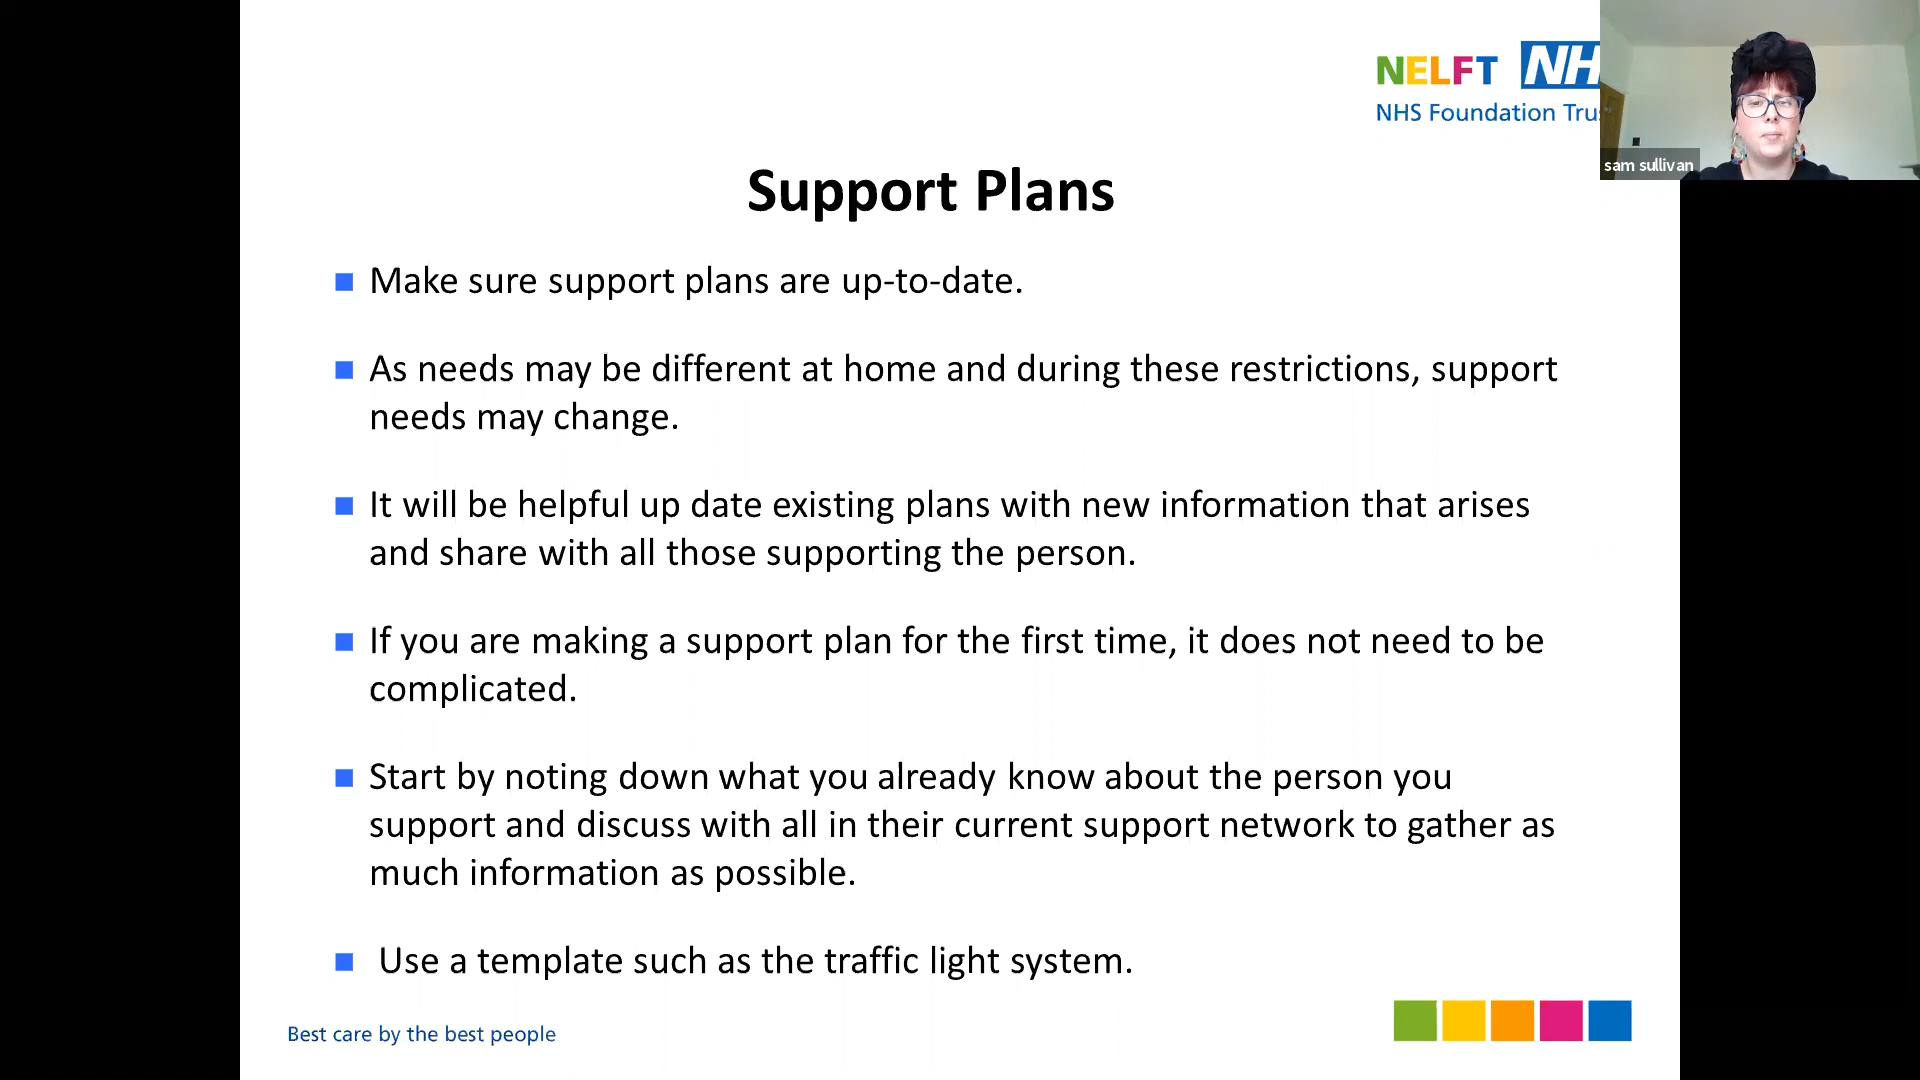 NELFT NH
NHS Foundation Tru
sam sullivan
Support Plans
Make sure support plans are up-to-date.
As needs may be different at home and during these restrictions, support
needs may change.
It will be helpful up date existing plans with new information that arises
and share with all those supporting the person.
If you are making a support plan for the first time, it does not need to be
complicated.
Start by noting down what you already know about the person you
support and discuss with all in their current support network to gather as
much information as possible.
Use a template such as the traffic light system.
Best care by the best people